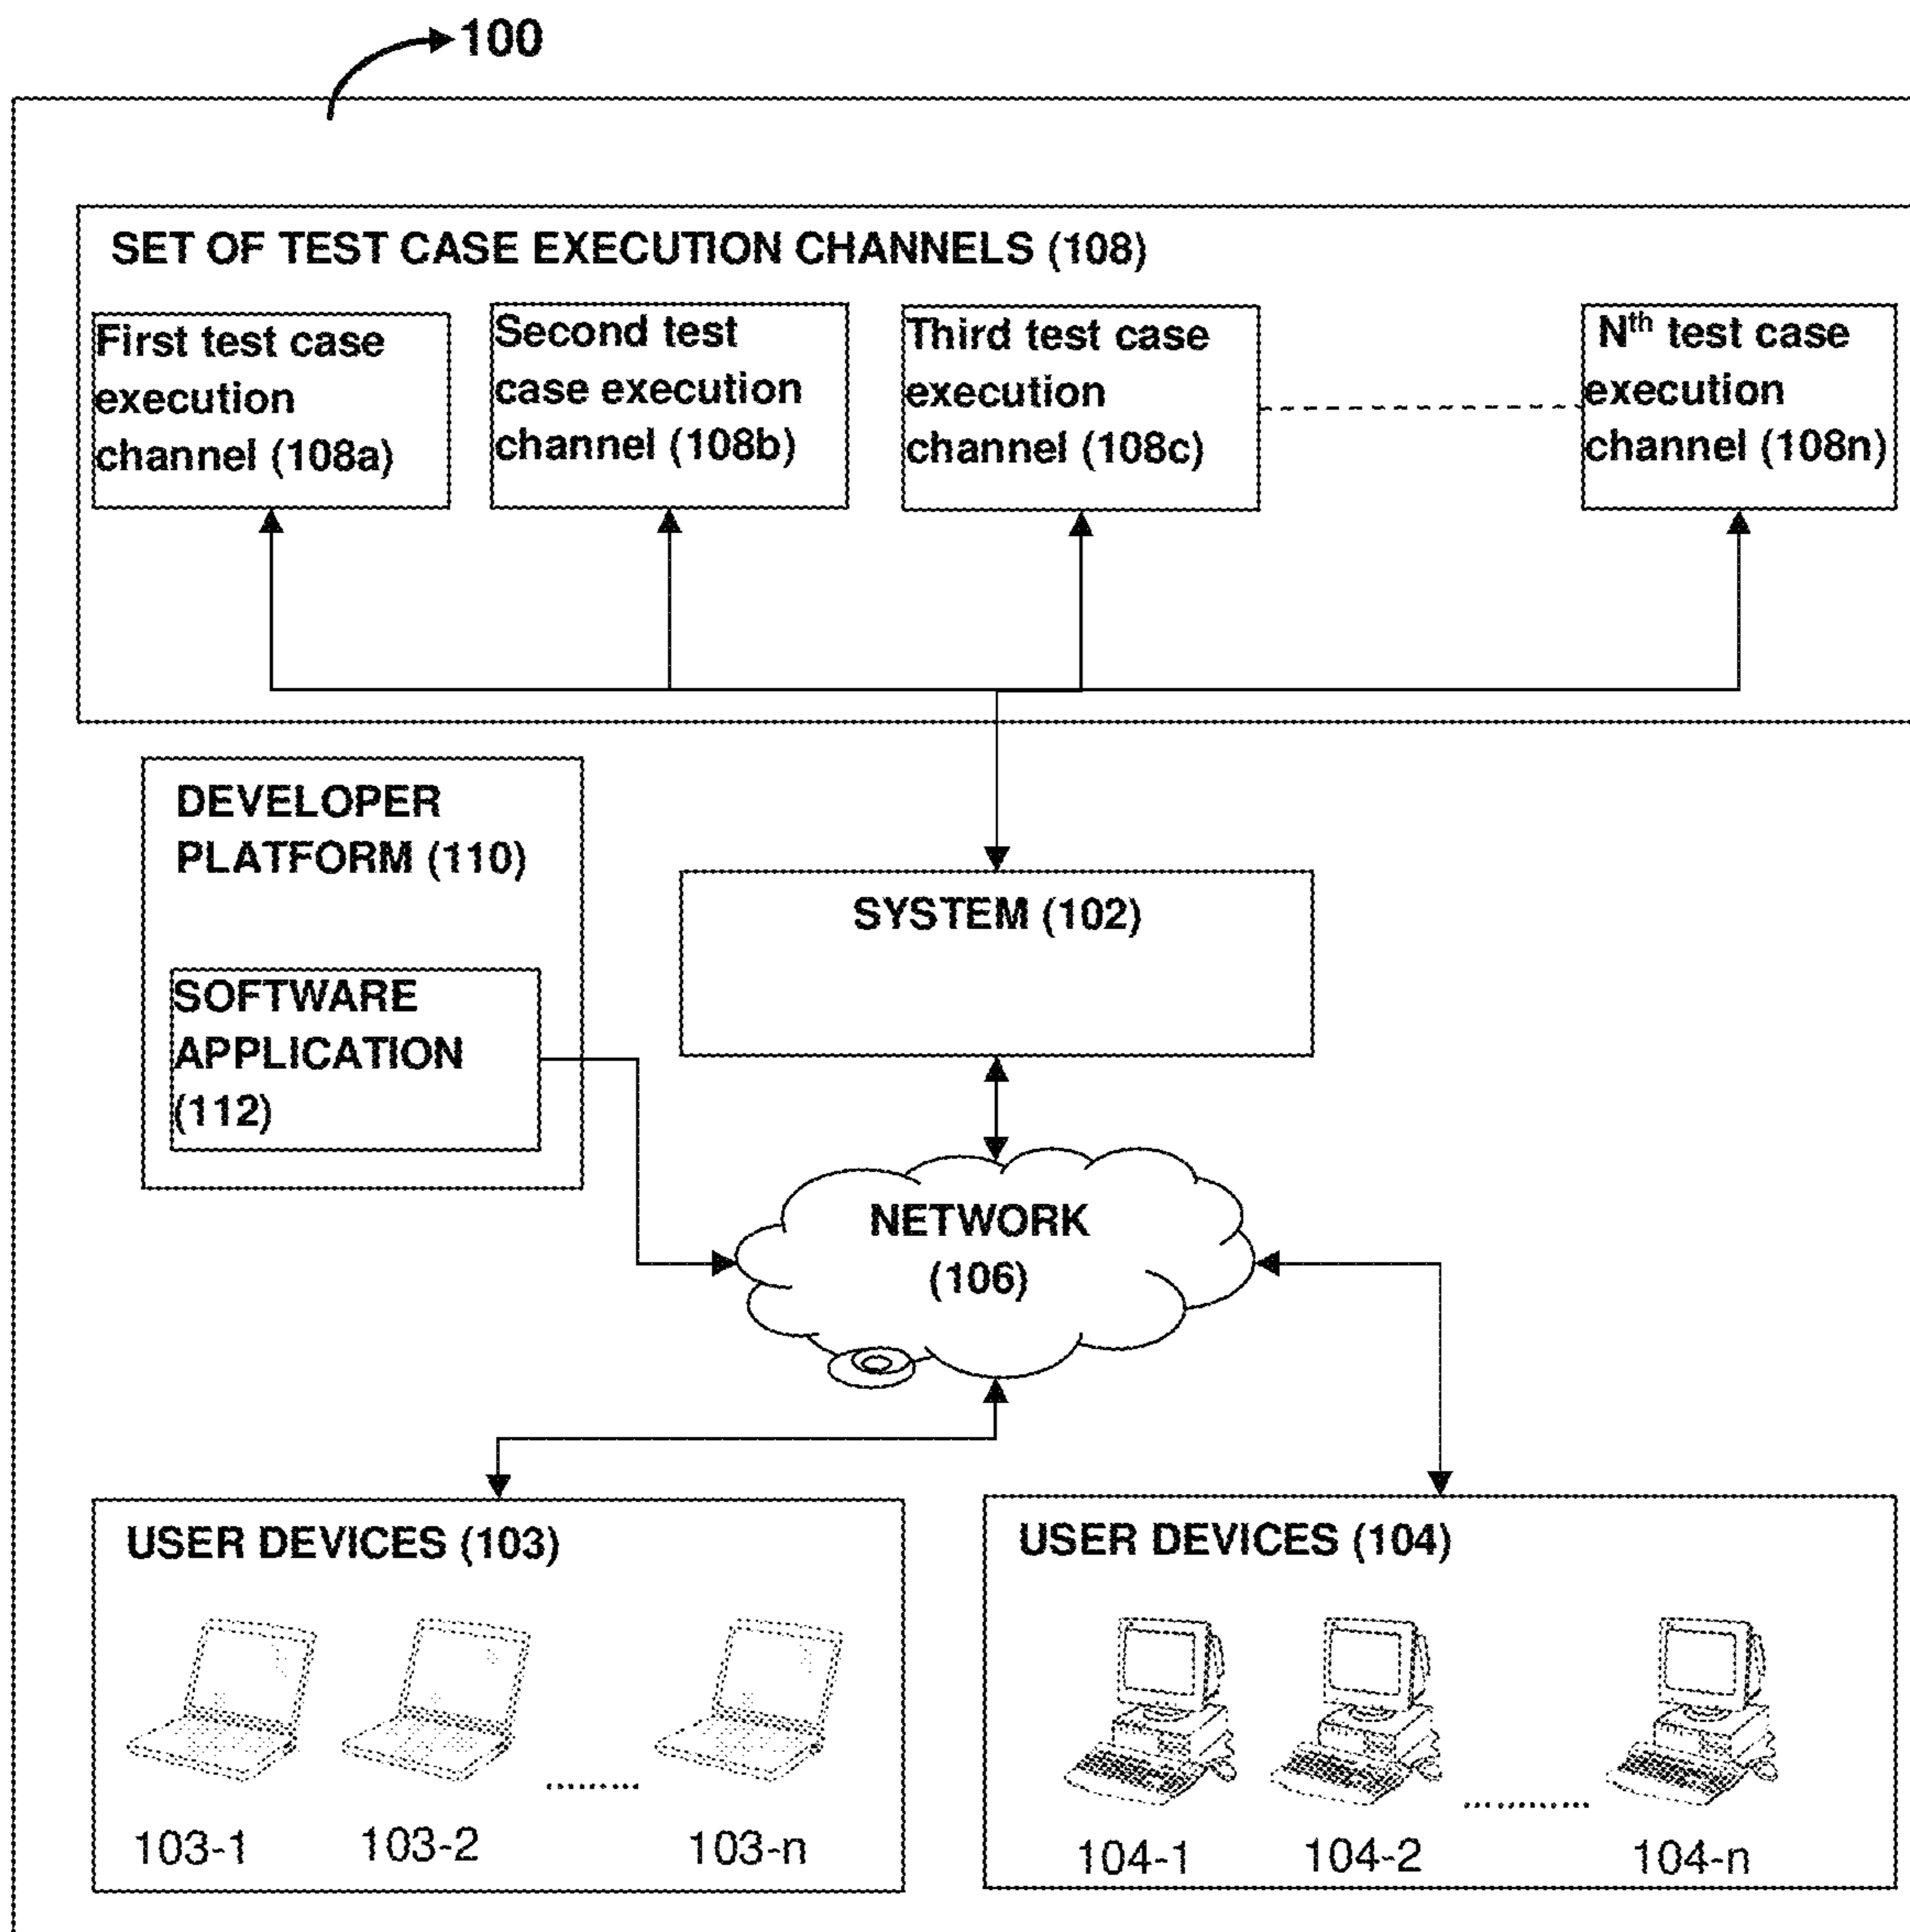 100
SET OF TEST CASE EXECUTION CHANNELS (108)
First test case
execution
channel (108a)
Second test
case execution
channel (108b)
Third test case
execution
channel (108c)
Nth test case
execution
channel (108n)
DEVELOPER
PLATFORM (110)
SOFTWARE
APPLICATION
(112)
SYSTEM (102)
NETWORK
(106)
USER DEVICES (103)
103-1
103-2
103-n
USER DEVICES (104)
104-1
104-2
104-n